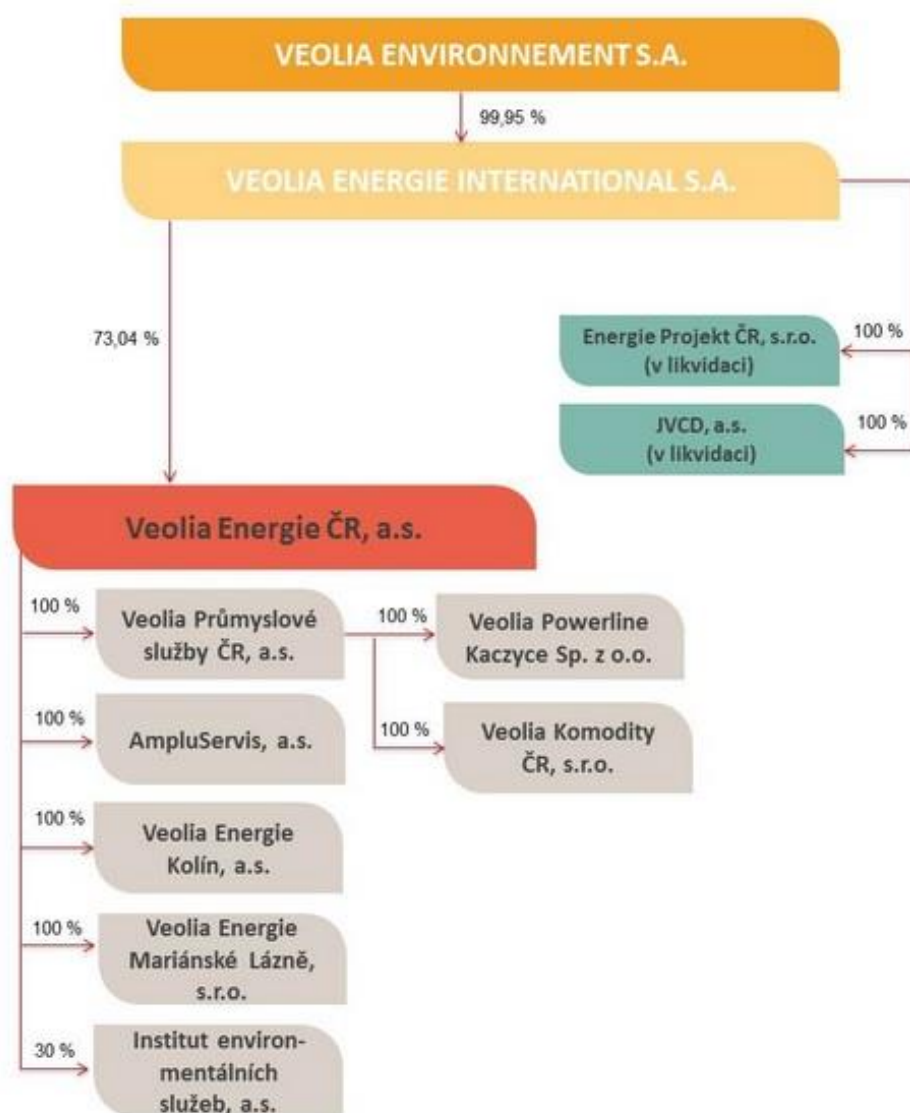 VEOLIA ENVIRONNEMENT S.A.
99,95 %
VEOLIA ENERGIE INTERNATIONAL S.A.
73,04 %
Energie Projekt ČR, s.r.o.
(v likvidaci)
100 %
JVCD, a.s.
(v likvidaci)
100 %
Veolia Energie ČR, a.s.
100 %
Veolia Průmyslové
služby ČR, a.s.
100 %
Veolia Powerline
Kaczyce Sp. z o.o.
100 %
AmpluServis, a.s.
100 %
Veolia Komodity
ČR, s.r.o.
100 %
Veolia Energie
Kolín, a.s.
100 %
Veolia Energie
Mariánské Lázně,
s.r.o.
30 %
Institut environ-
mentálních
služeb, a.s.